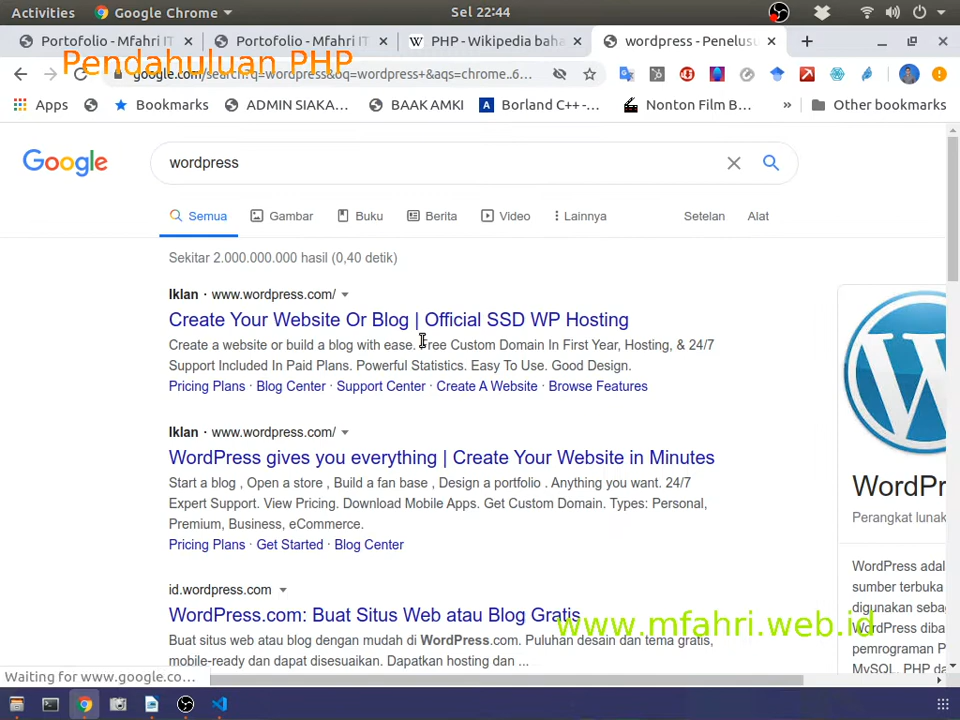 Activities Google Chrome Sel 22:44
Portofolio - Mfahri IT Portofolio - Mfahri IT PHP - Wikipedia baha wordpress - Penelus
Pendahuluan PHP
google.com/search?q=wordpress&oq=wordpress+&aqs=chrome..6...
Apps Bookmarks ADMIN SIAKA... BAAK AMKI Borland C++ -... Nonton Film B... » Other bookmarks
Google wordpress
Semua Gambar Buku Berita Video Lainnya Setelan Alat
Sekitar 2.000.000.000 hasil (0,40 detik)
Iklan · www.wordpress.com/
Create Your Website Or Blog | Official SSD WP Hosting
Create a website or build a blog with ease. Free Custom Domain In First Year, Hosting, & 24/7
Support Included In Paid Plans. Powerful Statistics. Easy To Use. Good Design.
Pricing Plans · Blog Center · Support Center · Create A Website · Browse Features
Iklan · www.wordpress.com/
WordPress gives you everything | Create Your Website in Minutes
Start a blog , Open a store , Build a fan base , Design a portfolio . Anything you want. 24/7
Expert Support. View Pricing. Download Mobile Apps. Get Custom Domain. Types: Personal,
Premium, Business, eCommerce.
Pricing Plans · Get Started · Blog Center
id.wordpress.com
WordPress.com: Buat Situs Web atau Blog Gratis
Buat situs web atau blog dengan mudah di WordPress.com. Puluhan desain dan tema gratis,
mobile-ready dan dapat disesuaikan. Dapatkan hosting dan ...
WordPr
Perangkat lunak
WordPress adal
sumber terbuka
digunakan seba
WordPress diba
pemrograman P
MySQL. PHP da
www.mfahri.web.id
Waiting for www.google.co...